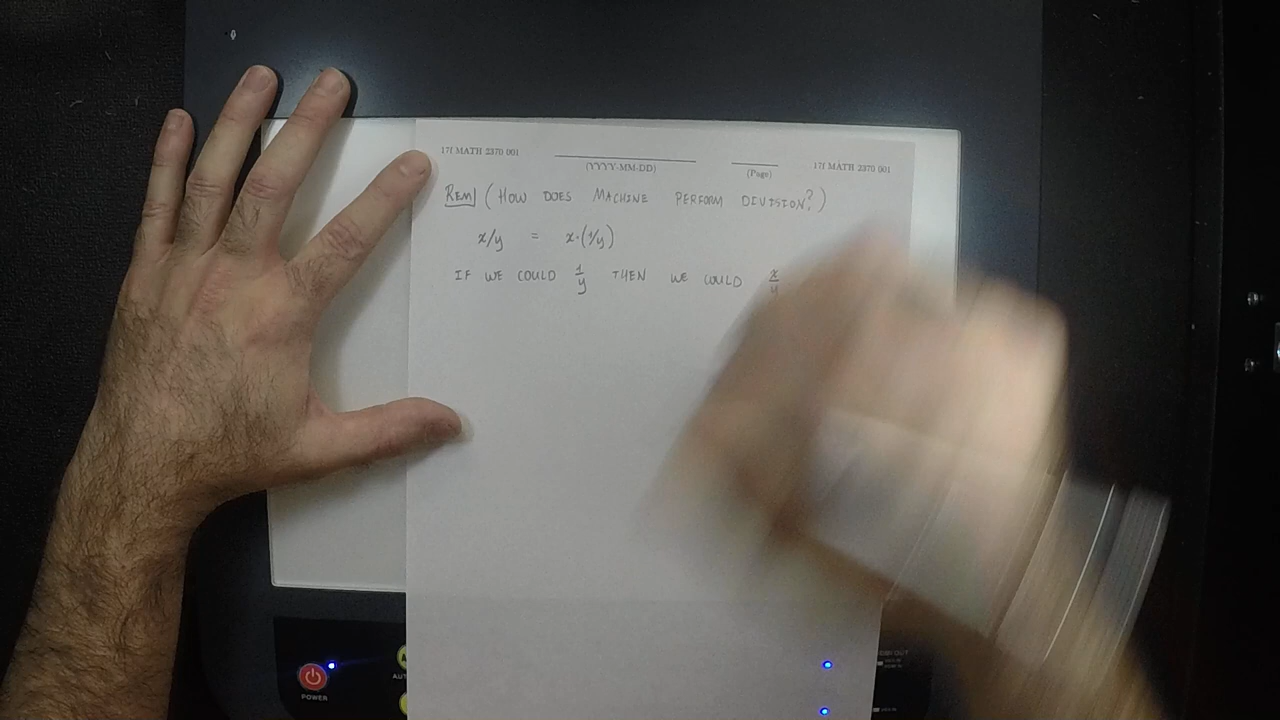 17f MATH 2370 001 (YYYY-MM-DD) (Page) 17f MATH 2370 001
REM (HOW DOES MACHINE PERFORM DIVISION?)
x/y = x·(1/y)
IF WE COULD 1/y THEN WE COULD x/y
POWER